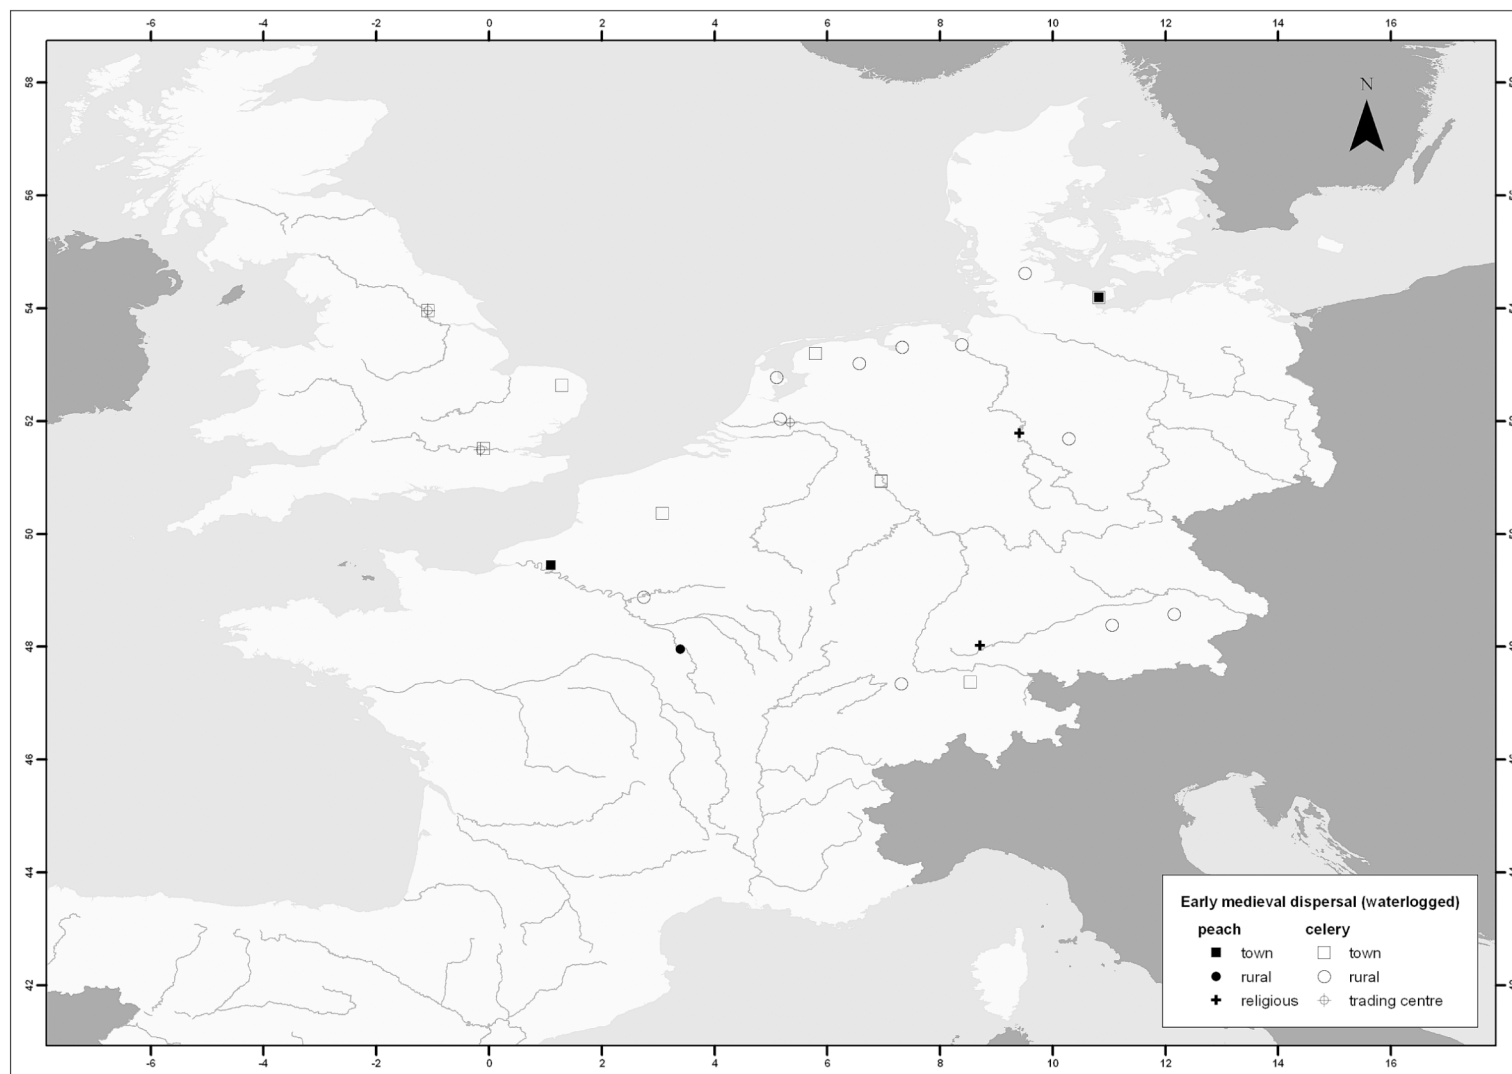 -6 -4 -2 0 2 4 6 8 10 12 14 16
58
56
54
52
50
48
46
44
42
N
Early medieval dispersal (waterlogged)
peach celery
town town
rural rural
religious trading centre
-6 -4 -2 0 2 4 6 8 10 12 14 16